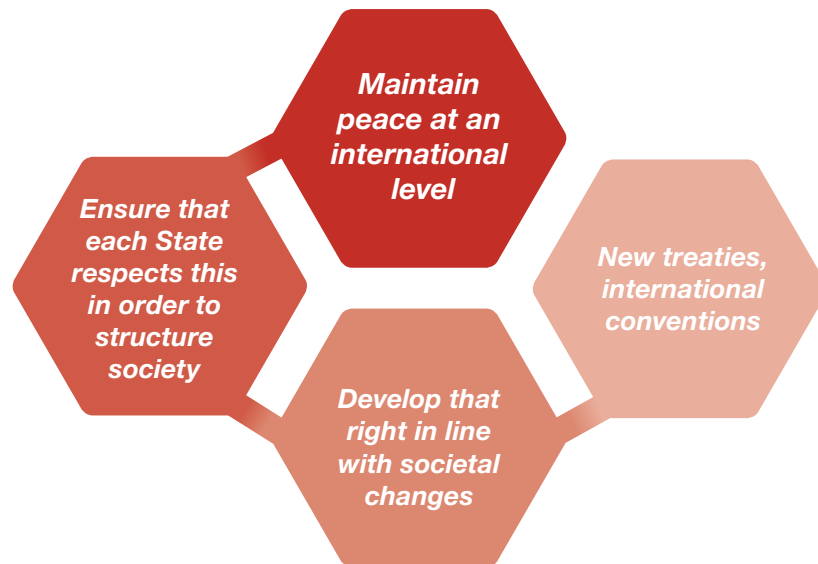 Maintain
peace at an
international
level
Ensure that
each State
respects this
in order to
structure
society
Develop that
right in line
with societal
changes
New treaties,
international
conventions